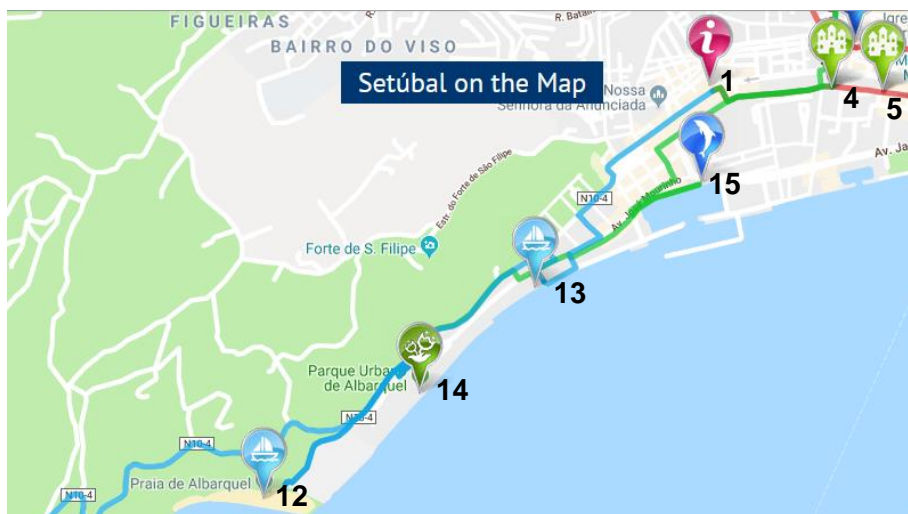 FIGUEIRAS
R. Batalh
Igre
BAIRRO DO VISO
i
Setúbal on the Map
Nossa
Senhora da Anunciada
1
4
5
M
M
Av. Ja
15
Estr. do Forte de São Filipe
N10-4
Av. José Mourinho
Forte de S. Filipe
13
Parque Urba
de Albarquel
14
N10-4
N10-4
Praia de Albarquel
12
N10-4